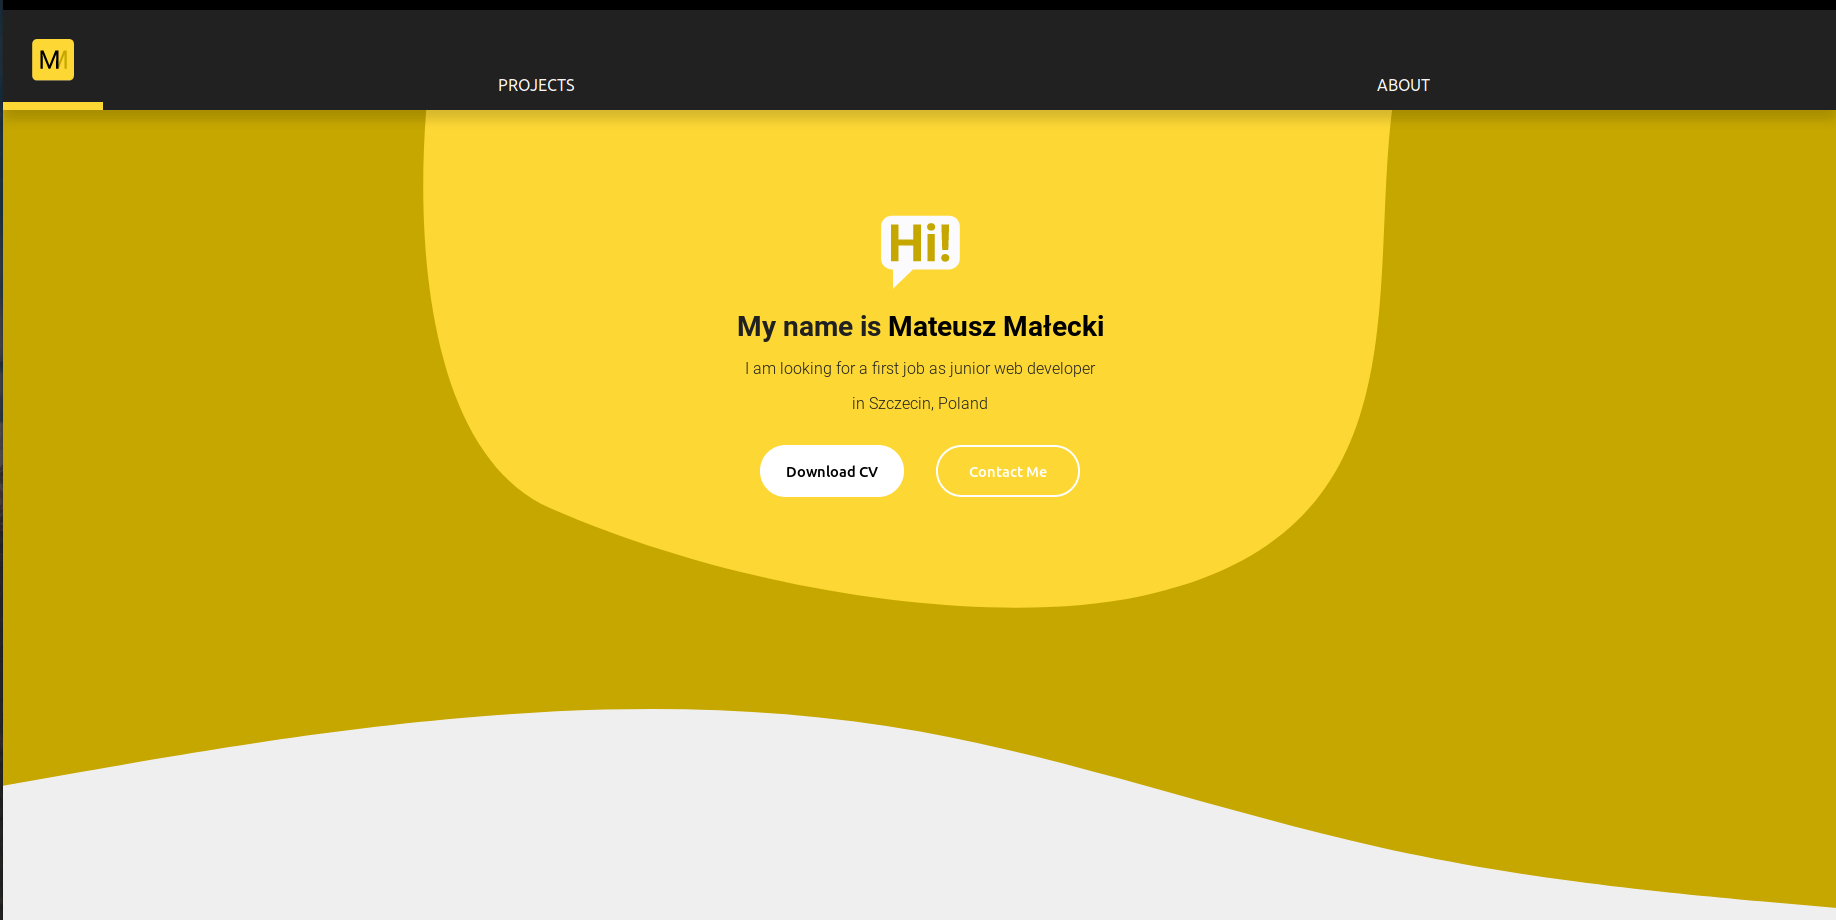 M
PROJECTS
ABOUT
Hi!
My name is Mateusz Małecki
I am looking for a first job as junior web developer
in Szczecin, Poland
Download CV
Contact Me